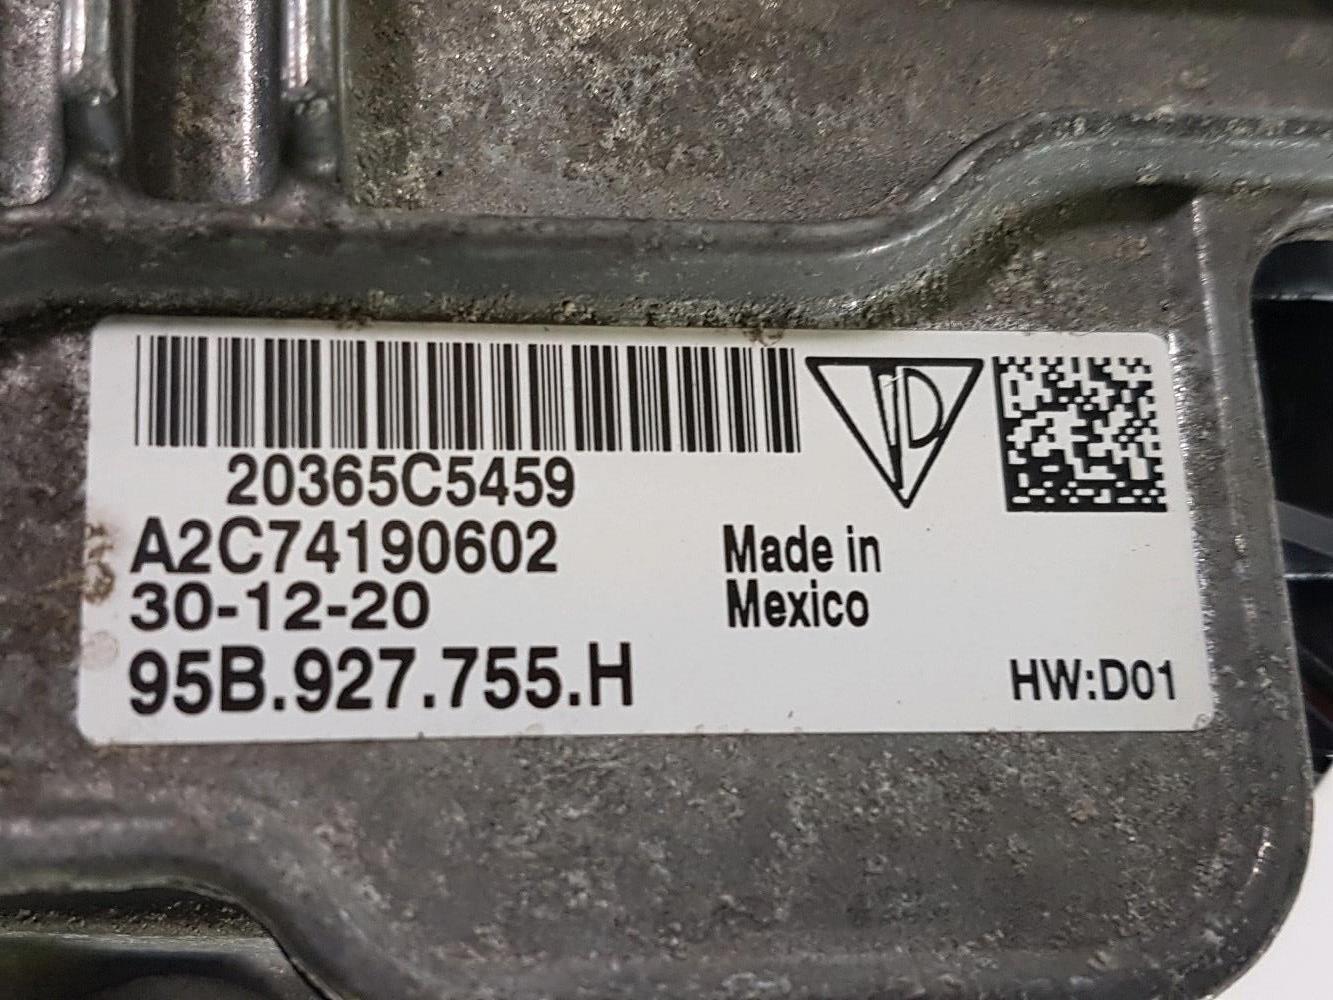 20365C5459
A2C74190602
30-12-20
95B.927.755.H
Made in
Mexico
HW:D01